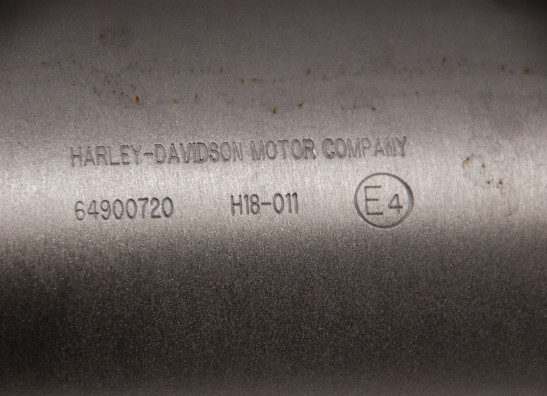 HARLEY-DAVIDSON MOTOR COMPANY
64900720 H18-011 E4